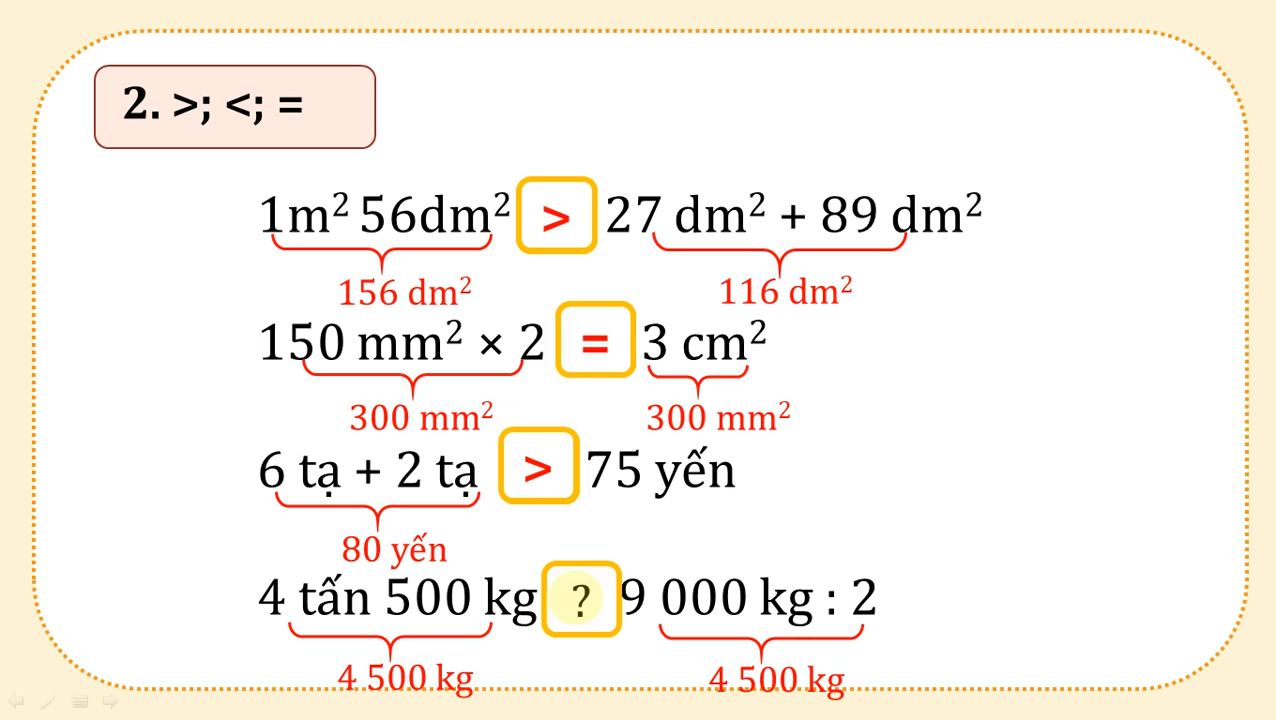 2. >; <; =
1m² 56dm² > 27 dm² + 89 dm²
156 dm² 116 dm²
150 mm² × 2 = 3 cm²
300 mm² 300 mm²
6 tạ + 2 tạ > 75 yến
80 yến
4 tấn 500 kg ? 9 000 kg : 2
4 500 kg 4 500 kg